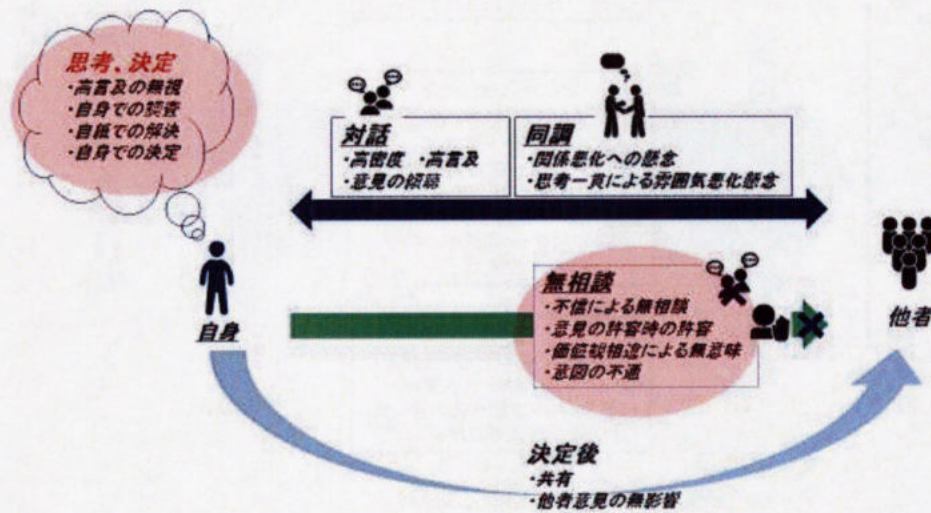 思考、決定
・高言及の無視
・自身での探査
・自身での解決
・自身での決定
対話
・高密度 ・高言及
・意見の傾聴
同調
・関係悪化への懸念
・思考一貫による雰囲気悪化懸念
無相談
・不信による無相談
・意見の許容時の許容
・価値観相違による無意味
・意図の不通
自身
他者
決定後
・共有
・他者意見の無影響